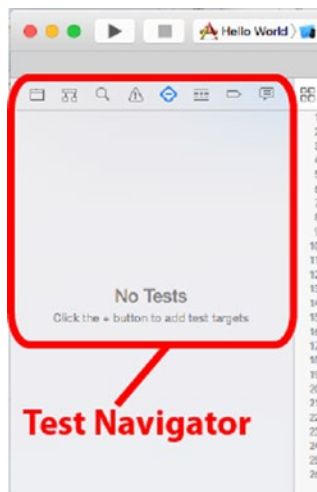 Hello World
No Tests
Click the + button to add test targets
Test Navigator